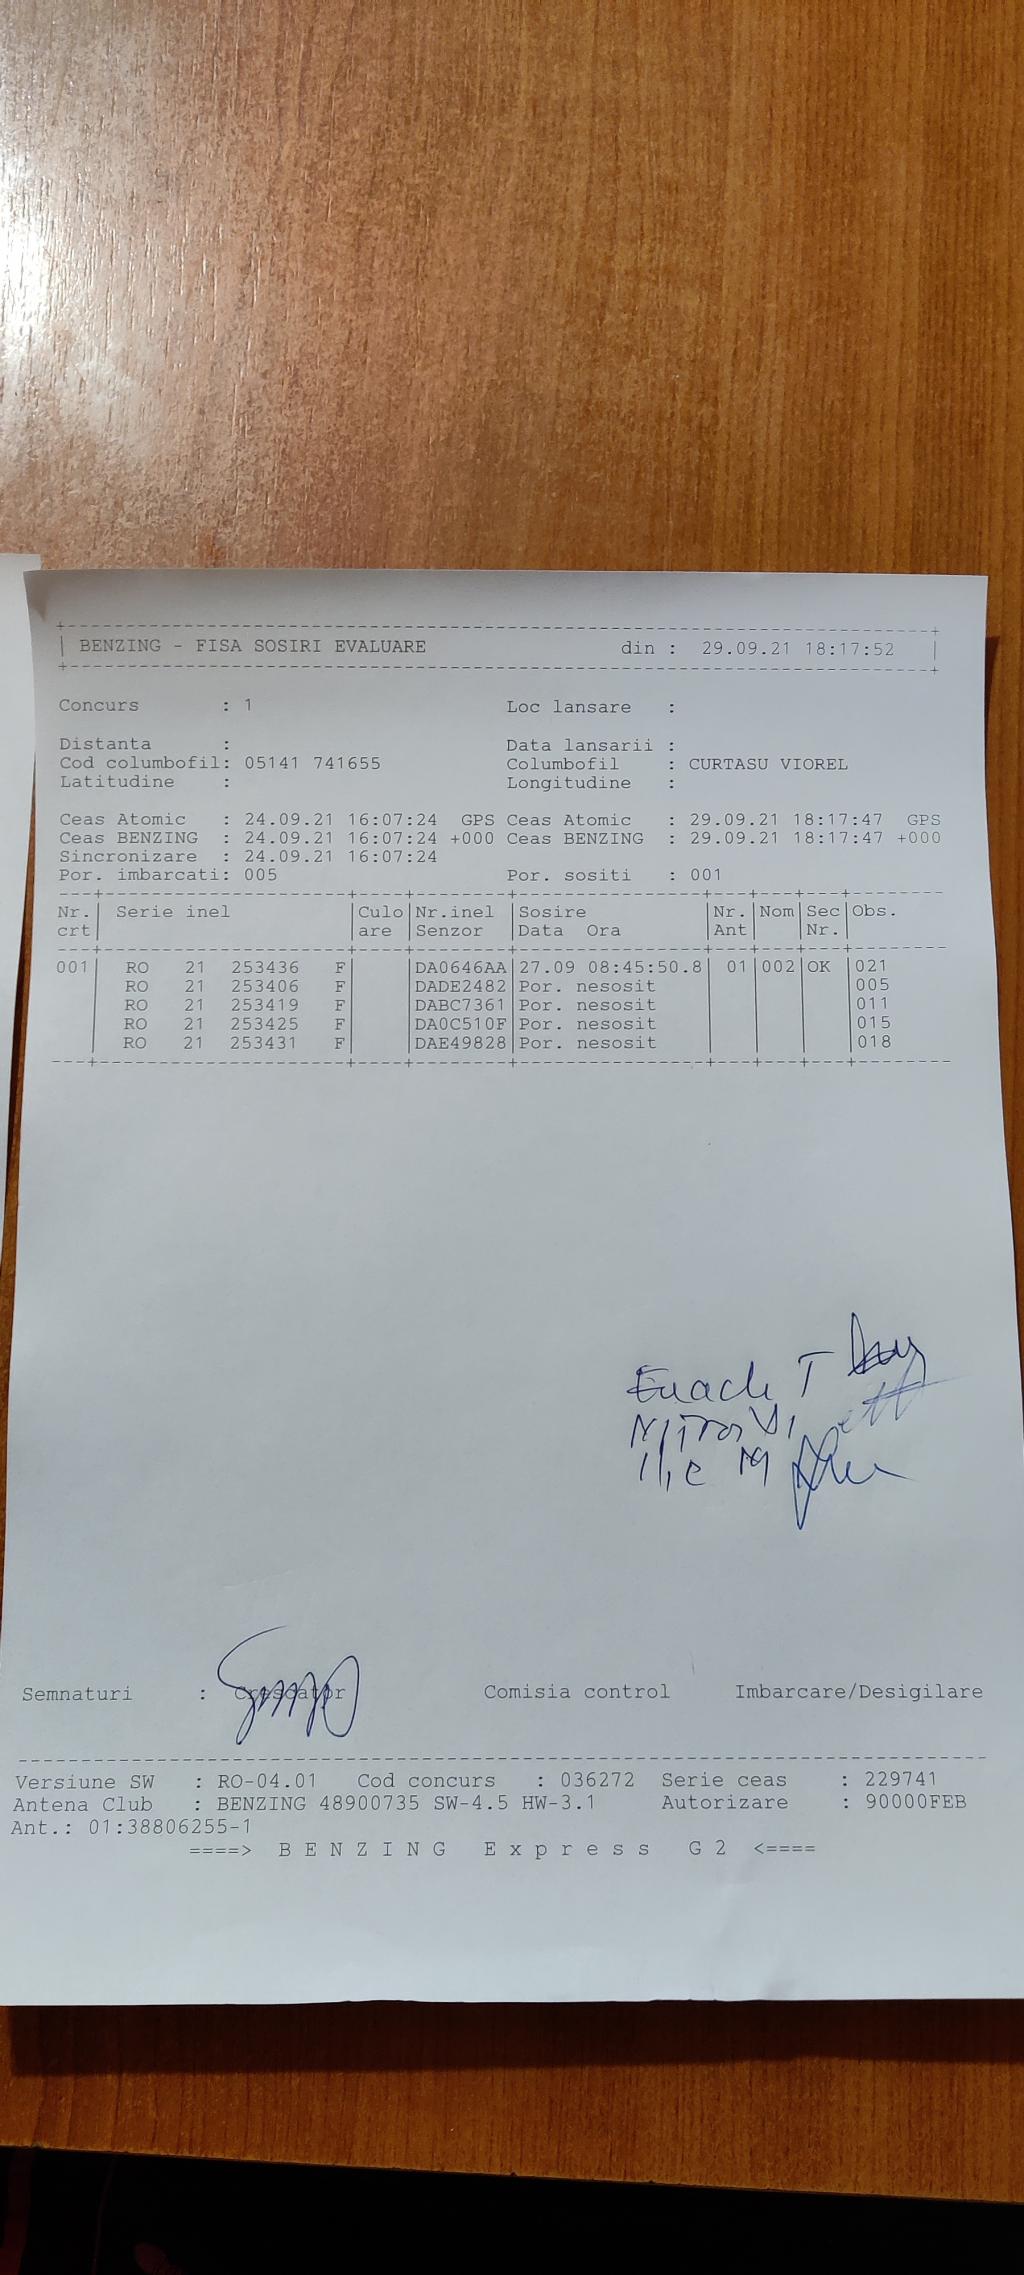 BENZING - FISA SOSIRI EVALUARE din : 29.09.21 18:17:52
Concurs : 1 Loc lansare :
Distanta : Data lansarii :
Cod columbofil: 05141 741655 Columbofil : CURTASU VIOREL
Latitudine : Longitudine :
Ceas Atomic : 24.09.21 16:07:24 GPS Ceas Atomic : 29.09.21 18:17:47 GPS
Ceas BENZING : 24.09.21 16:07:24 +000 Ceas BENZING : 29.09.21 18:17:47 +000
Sincronizare : 24.09.21 16:07:24
Por. imbarcati: 005 Por. sositi : 001
Nr. Serie inel Culo Nr.inel Sosire Nr. Nom Sec Obs.
crt are Senzor Data Ora Ant Nr.
001 RO 21 253436 F DA0646AA 27.09 08:45:50.8 01 002 OK 021
RO 21 253406 F DADE2482 Por. nesosit 005
RO 21 253419 F DABC7361 Por. nesosit 011
RO 21 253425 F DA0C510F Por. nesosit 015
RO 21 253431 F DAE49828 Por. nesosit 018
Enache T
Ilie M
Semnaturi : Crescator Comisia control Imbarcare/Desigilare
Versiune SW : RO-04.01 Cod concurs : 036272 Serie ceas : 229741
Antena Club : BENZING 48900735 SW-4.5 HW-3.1 Autorizare : 90000FEB
Ant.: 01:38806255-1
====> B E N Z I N G E x p r e s s G 2 <====